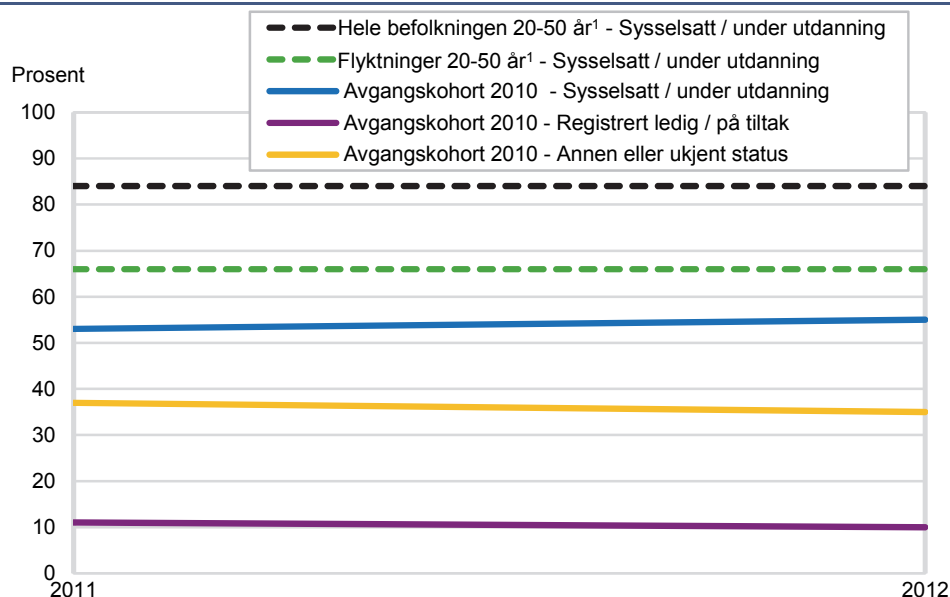 Hele befolkningen 20-50 år¹ - Sysselsatt / under utdanning
Flyktninger 20-50 år¹ - Sysselsatt / under utdanning
Avgangskohort 2010 - Sysselsatt / under utdanning
Avgangskohort 2010 - Registrert ledig / på tiltak
Avgangskohort 2010 - Annen eller ukjent status
Prosent
100
90
80
70
60
50
40
30
20
10
0
2011 2012